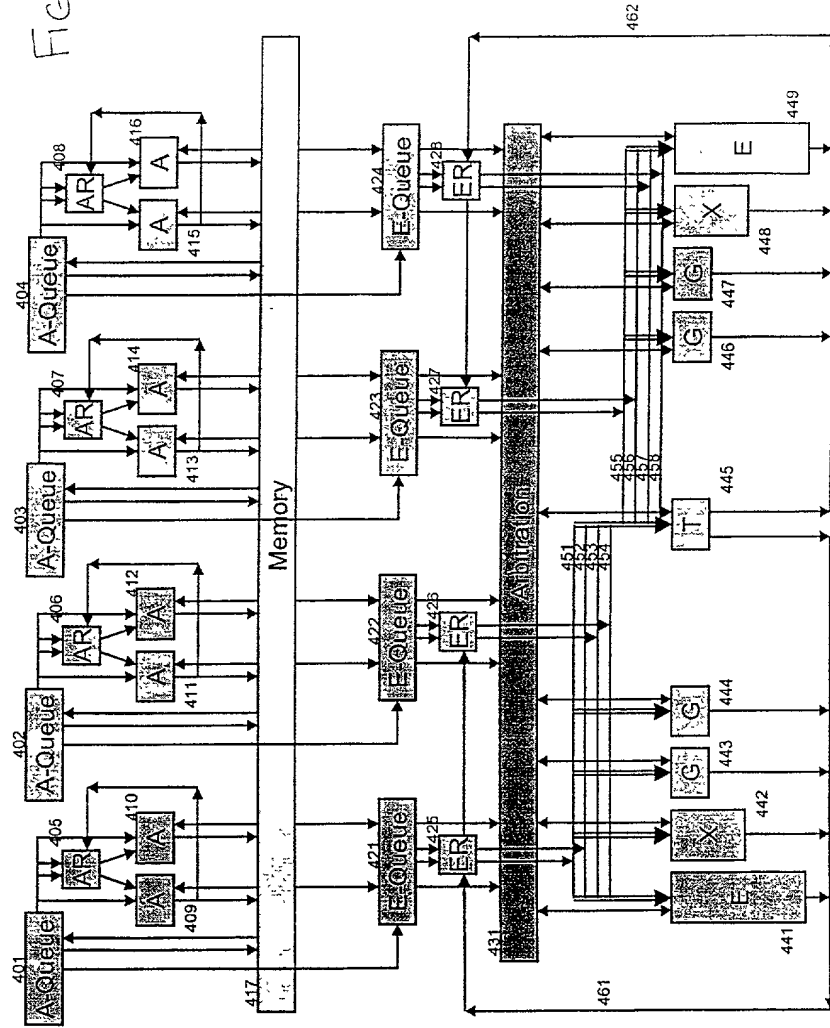 FIG
401
A-Queue
402
A-Queue
403
A-Queue
404
A-Queue
405
AR
406
AR
407
AR
408
AR
409
A
410
A
411
A
412
A
413
A
414
A
415
A
416
A
417
Memory
421
E-Queue
422
E-Queue
423
E-Queue
424
E-Queue
425
ER
426
ER
427
ER
428
ER
431
Arbitration
451
452
453
454
455
456
457
458
E
441
X
442
G
443
G
444
T
445
G
446
G
447
X
448
E
449
461
462